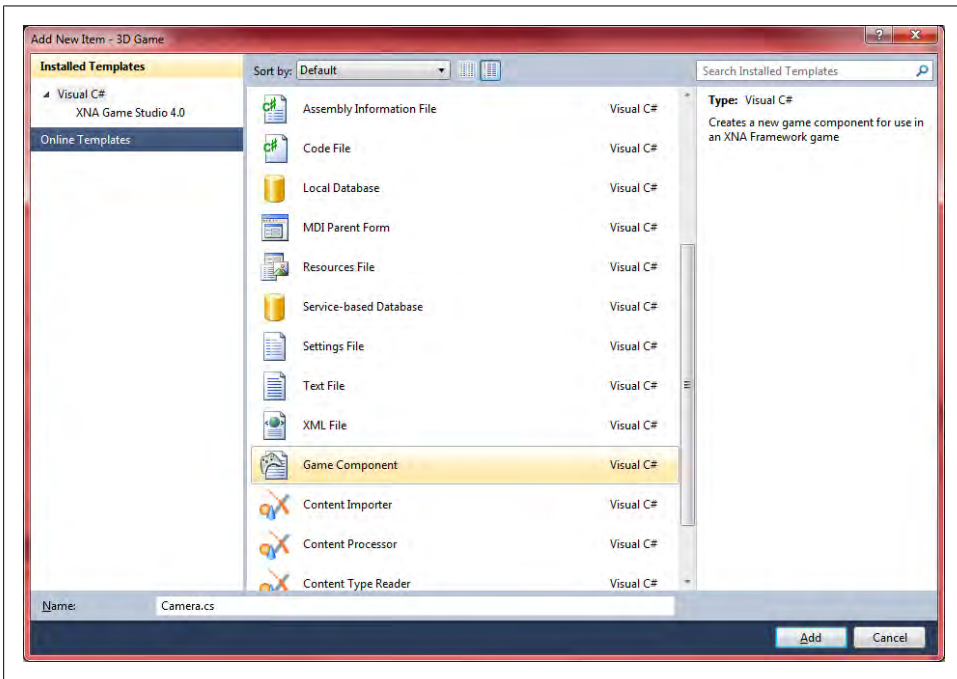 Add New Item - 3D Game
? X
Installed Templates
Visual C#
XNA Game Studio 4.0
Online Templates
Sort by: Default
Search Installed Templates
Assembly Information File Visual C#
Code File Visual C#
Local Database Visual C#
MDI Parent Form Visual C#
Resources File Visual C#
Service-based Database Visual C#
Settings File Visual C#
Text File Visual C#
XML File Visual C#
Game Component Visual C#
Content Importer Visual C#
Content Processor Visual C#
Content Type Reader Visual C#
Type: Visual C#
Creates a new game component for use in
an XNA Framework game
Name: Camera.cs
Add Cancel